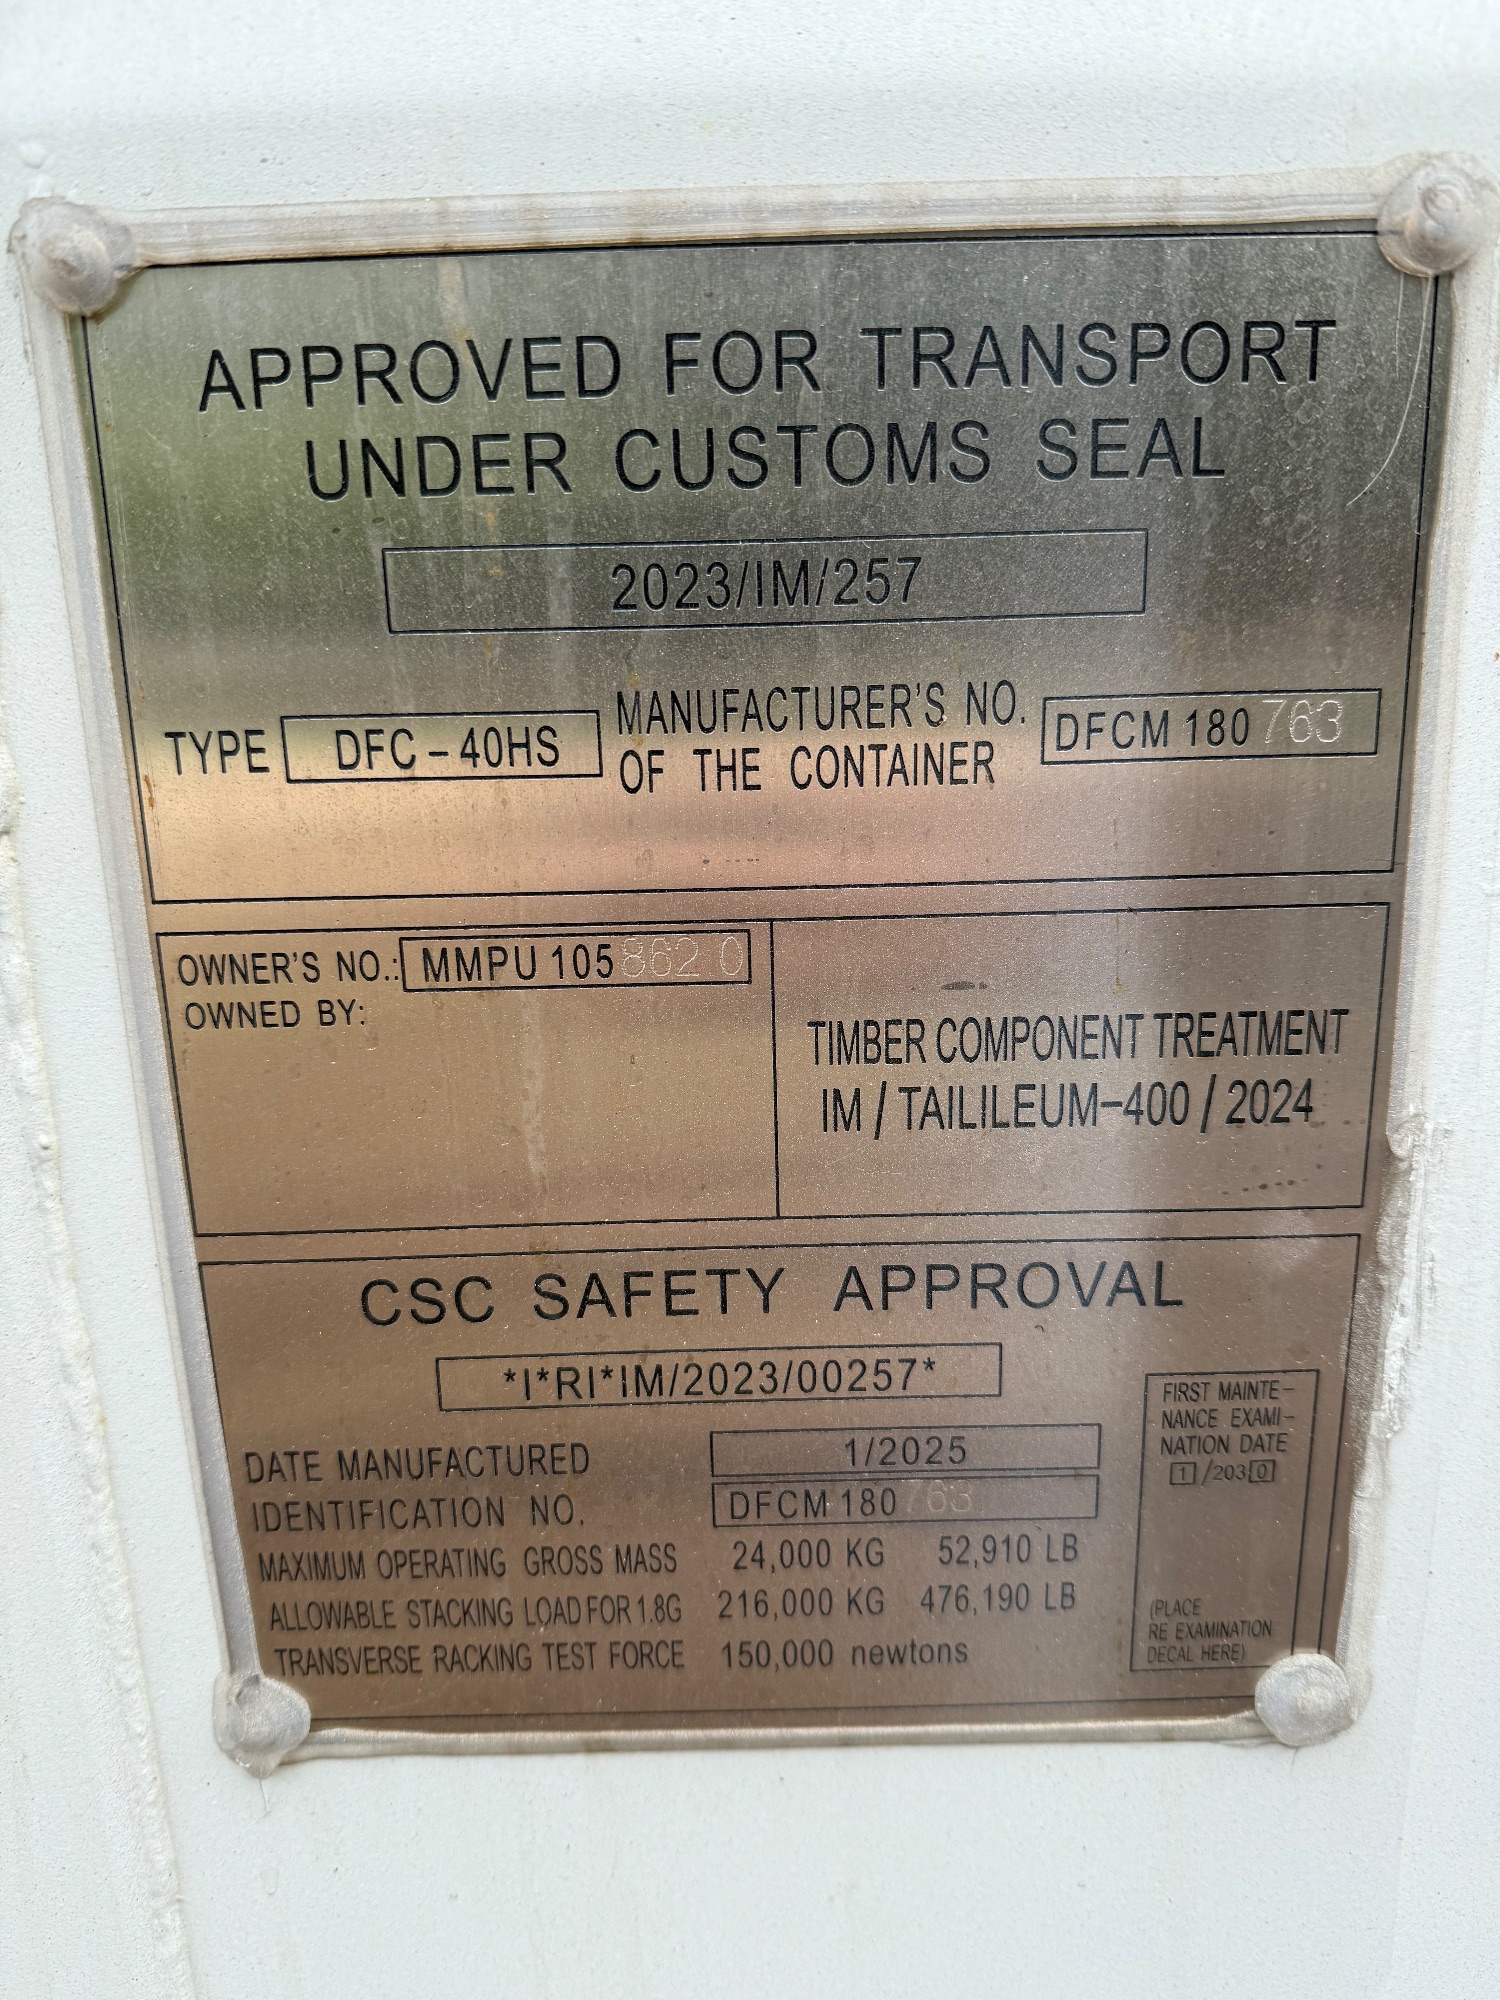 APPROVED FOR TRANSPORT
UNDER CUSTOMS SEAL
2023/IM/257
TYPE DFC-40HS MANUFACTURER'S NO. OF THE CONTAINER DFCM 180763
OWNER'S NO.: MMPU 105862 0
OWNED BY:
TIMBER COMPONENT TREATMENT
IM / TAILILEUM-400 / 2024
CSC SAFETY APPROVAL
*I*RI*IM/2023/00257*
DATE MANUFACTURED 1/2025
IDENTIFICATION NO. DFCM 180763
MAXIMUM OPERATING GROSS MASS 24,000 KG 52,910 LB
ALLOWABLE STACKING LOAD FOR 1.8G 216,000 KG 476,190 LB
TRANSVERSE RACKING TEST FORCE 150,000 newtons
FIRST MAINTE-
NANCE EXAMI-
NATION DATE
1/2030
(PLACE
RE EXAMINATION
DECAL HERE)